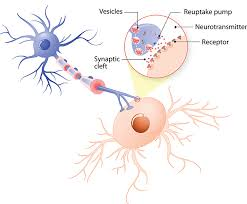 Vesicles
Reuptake pump
Neurotransmitter
Receptor
Synaptic
cleft